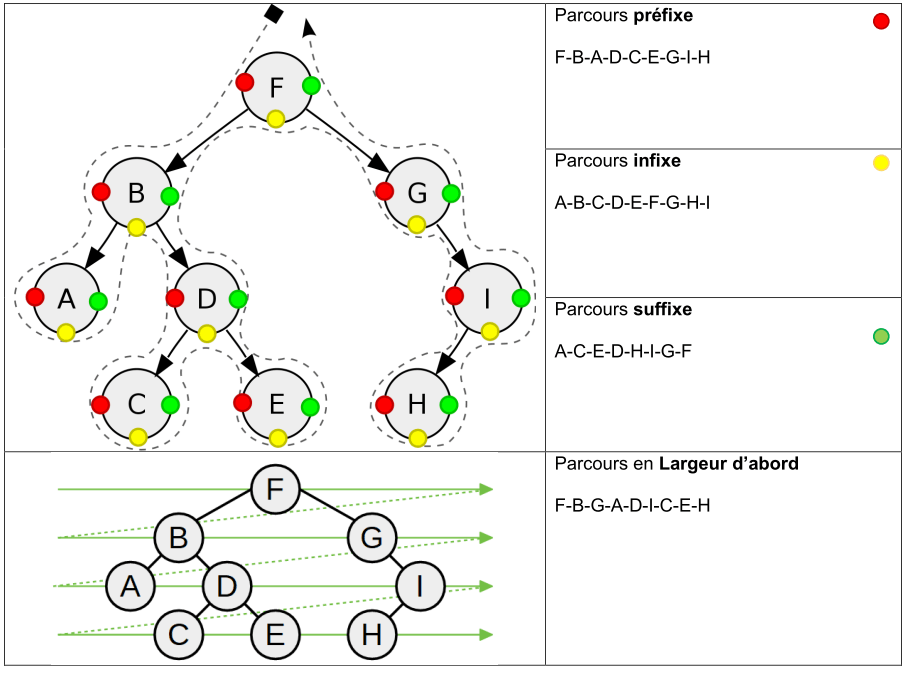 F
B
G
A
D
I
C
E
H
Parcours préfixe
F-B-A-D-C-E-G-I-H
Parcours infixe
A-B-C-D-E-F-G-H-I
Parcours suffixe
A-C-E-D-H-I-G-F
F
B
G
A
D
I
C
E
H
Parcours en Largeur d’abord
F-B-G-A-D-I-C-E-H